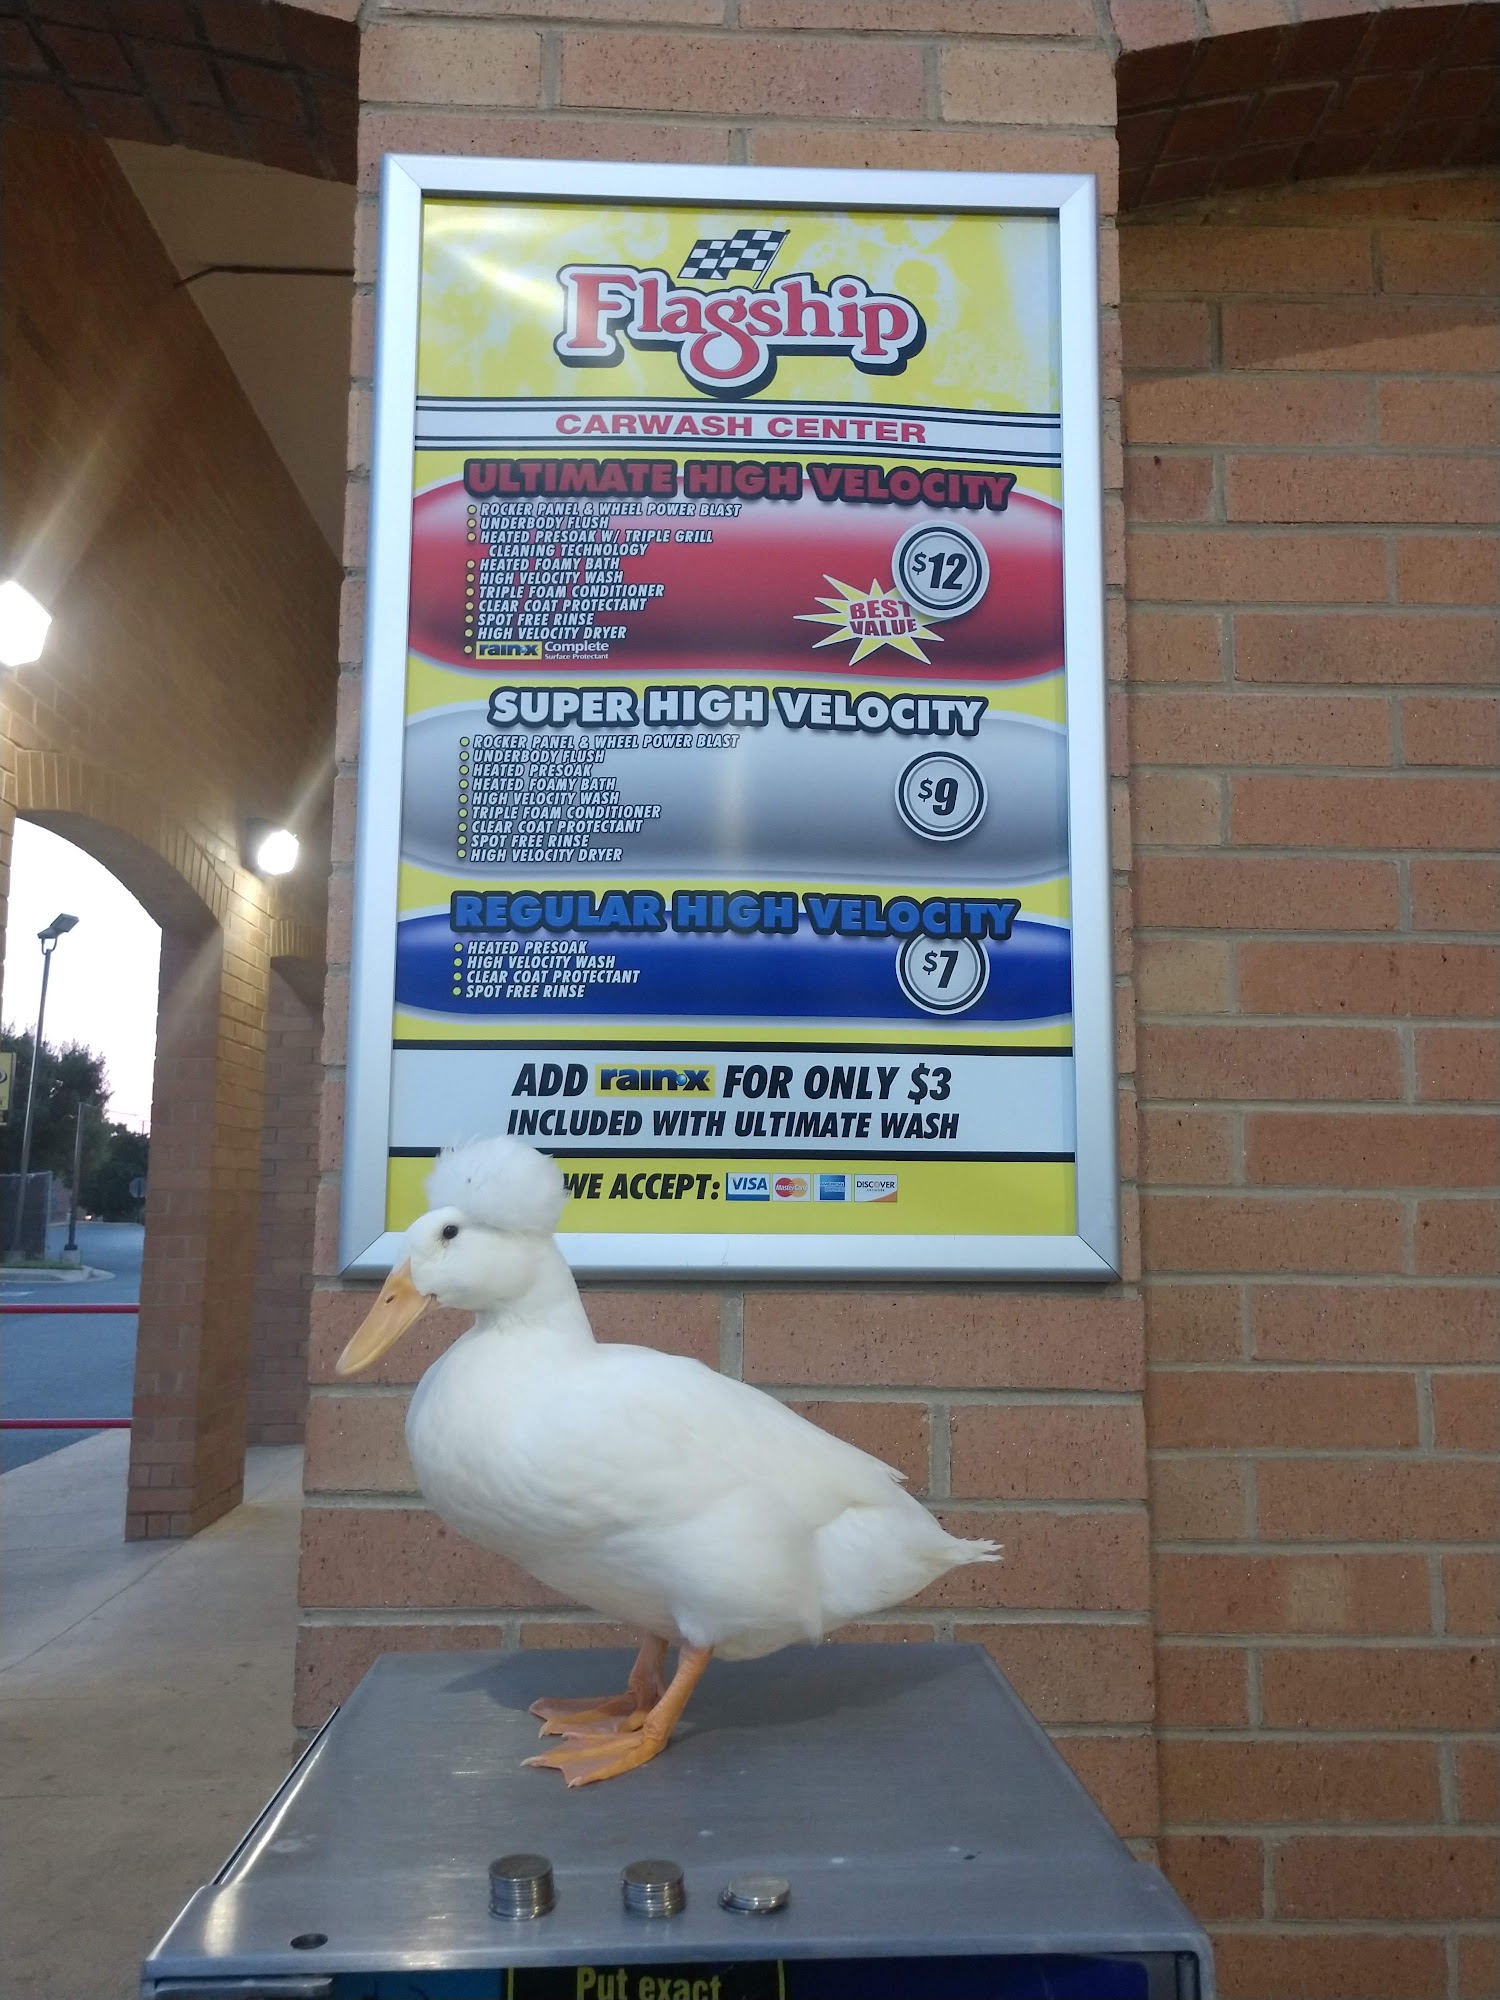 Flagship
CARWASH CENTER
ULTIMATE HIGH VELOCITY
ROCKER PANEL & WHEEL POWER BLAST
UNDERBODY FLUSH
HEATED PRESOAK W/ TRIPLE GRILL
CLEANING TECHNOLOGY
HEATED FOAMY BATH
HIGH VELOCITY WASH
TRIPLE FOAM CONDITIONER
CLEAR COAT PROTECTANT
SPOT FREE RINSE
HIGH VELOCITY DRYER
rain-x Complete
Surface Protectant
$12
BEST
VALUE
SUPER HIGH VELOCITY
ROCKER PANEL & WHEEL POWER BLAST
UNDERBODY FLUSH
HEATED PRESOAK
HEATED FOAMY BATH
HIGH VELOCITY WASH
TRIPLE FOAM CONDITIONER
CLEAR COAT PROTECTANT
SPOT FREE RINSE
HIGH VELOCITY DRYER
$9
REGULAR HIGH VELOCITY
HEATED PRESOAK
HIGH VELOCITY WASH
CLEAR COAT PROTECTANT
SPOT FREE RINSE
$7
ADD rain-x FOR ONLY $3
INCLUDED WITH ULTIMATE WASH
WE ACCEPT: VISA MasterCard DISCOVER
Put exact